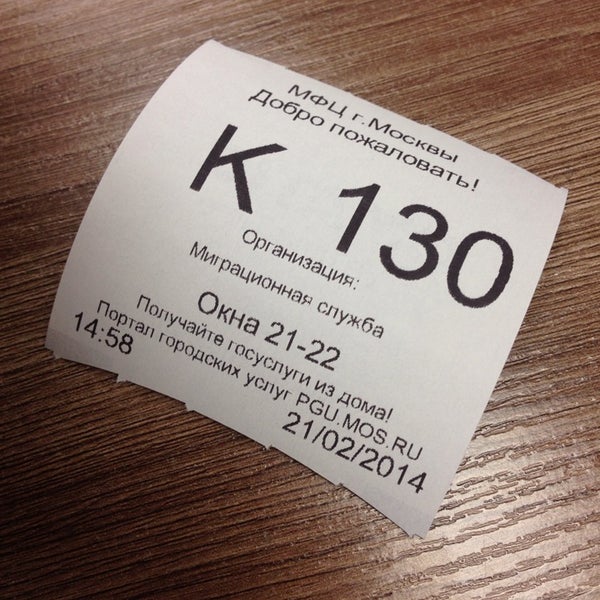 МФЦ г.Москвы
Добро пожаловать!
К 130
Организация:
Миграционная служба
Окна 21-22
Получайте госуслуги из дома!
Портал городских услуг PGU.MOS.RU
14:58 21/02/2014